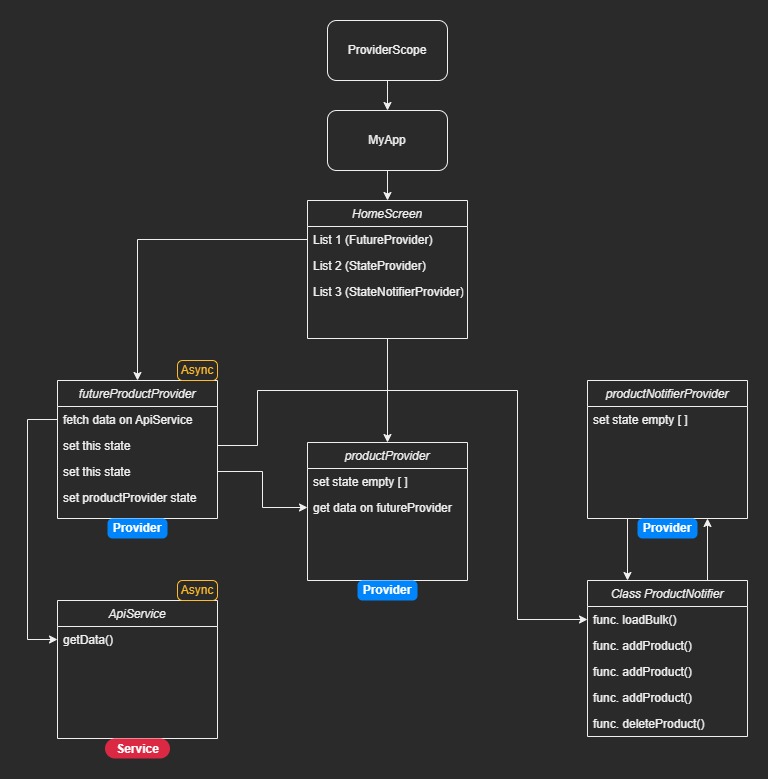 ProviderScope
MyApp
HomeScreen
List 1 (FutureProvider)
List 2 (StateProvider)
List 3 (StateNotifierProvider)
Async
futureProductProvider
fetch data on ApiService
set this state
set this state
set productProvider state
Provider
productProvider
set state empty [ ]
get data on futureProvider
Provider
productNotifierProvider
set state empty [ ]
Provider
Async
ApiService
getData()
Service
Class ProductNotifier
func. loadBulk()
func. addProduct()
func. addProduct()
func. addProduct()
func. deleteProduct()